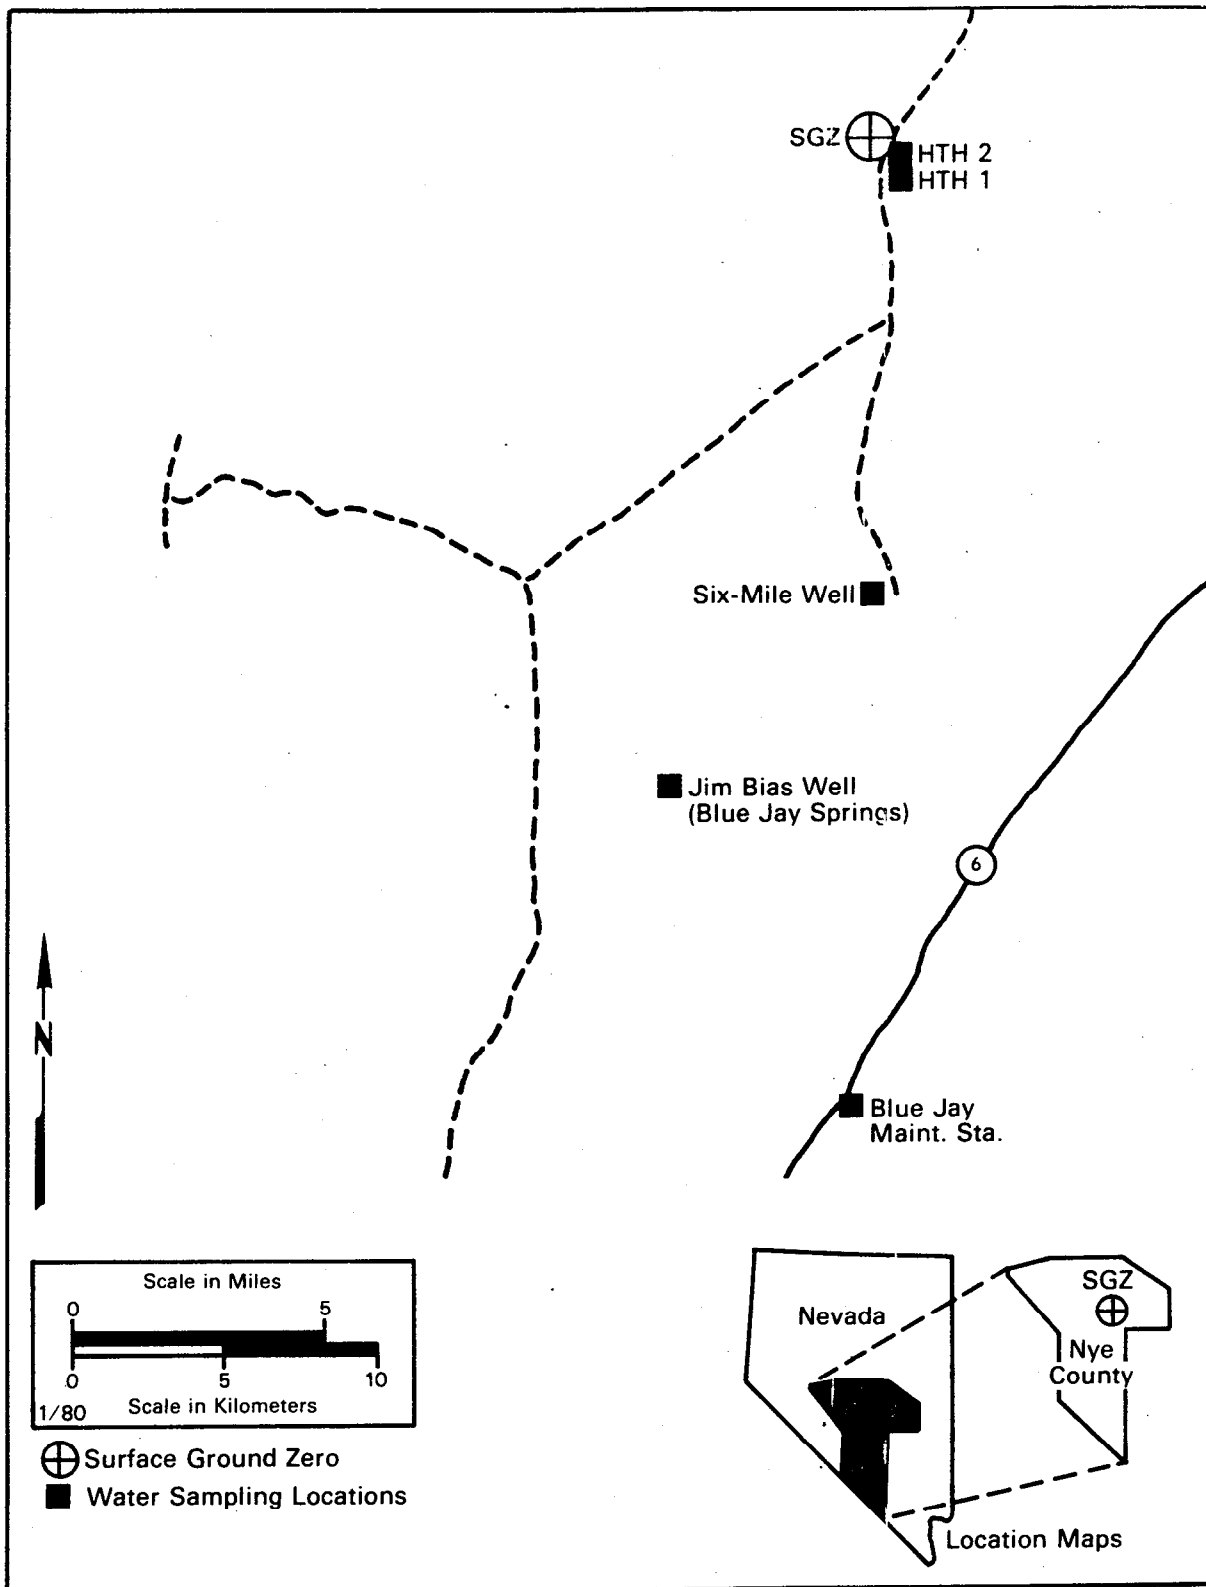 SGZ
HTH 2
HTH 1
Six-Mile Well
Jim Bias Well
(Blue Jay Springs)
6
N
Blue Jay
Maint. Sta.
Scale in Miles
0 5
0 5 10
1/80 Scale in Kilometers
Surface Ground Zero
Water Sampling Locations
Nevada
SGZ
Nye
County
Location Maps